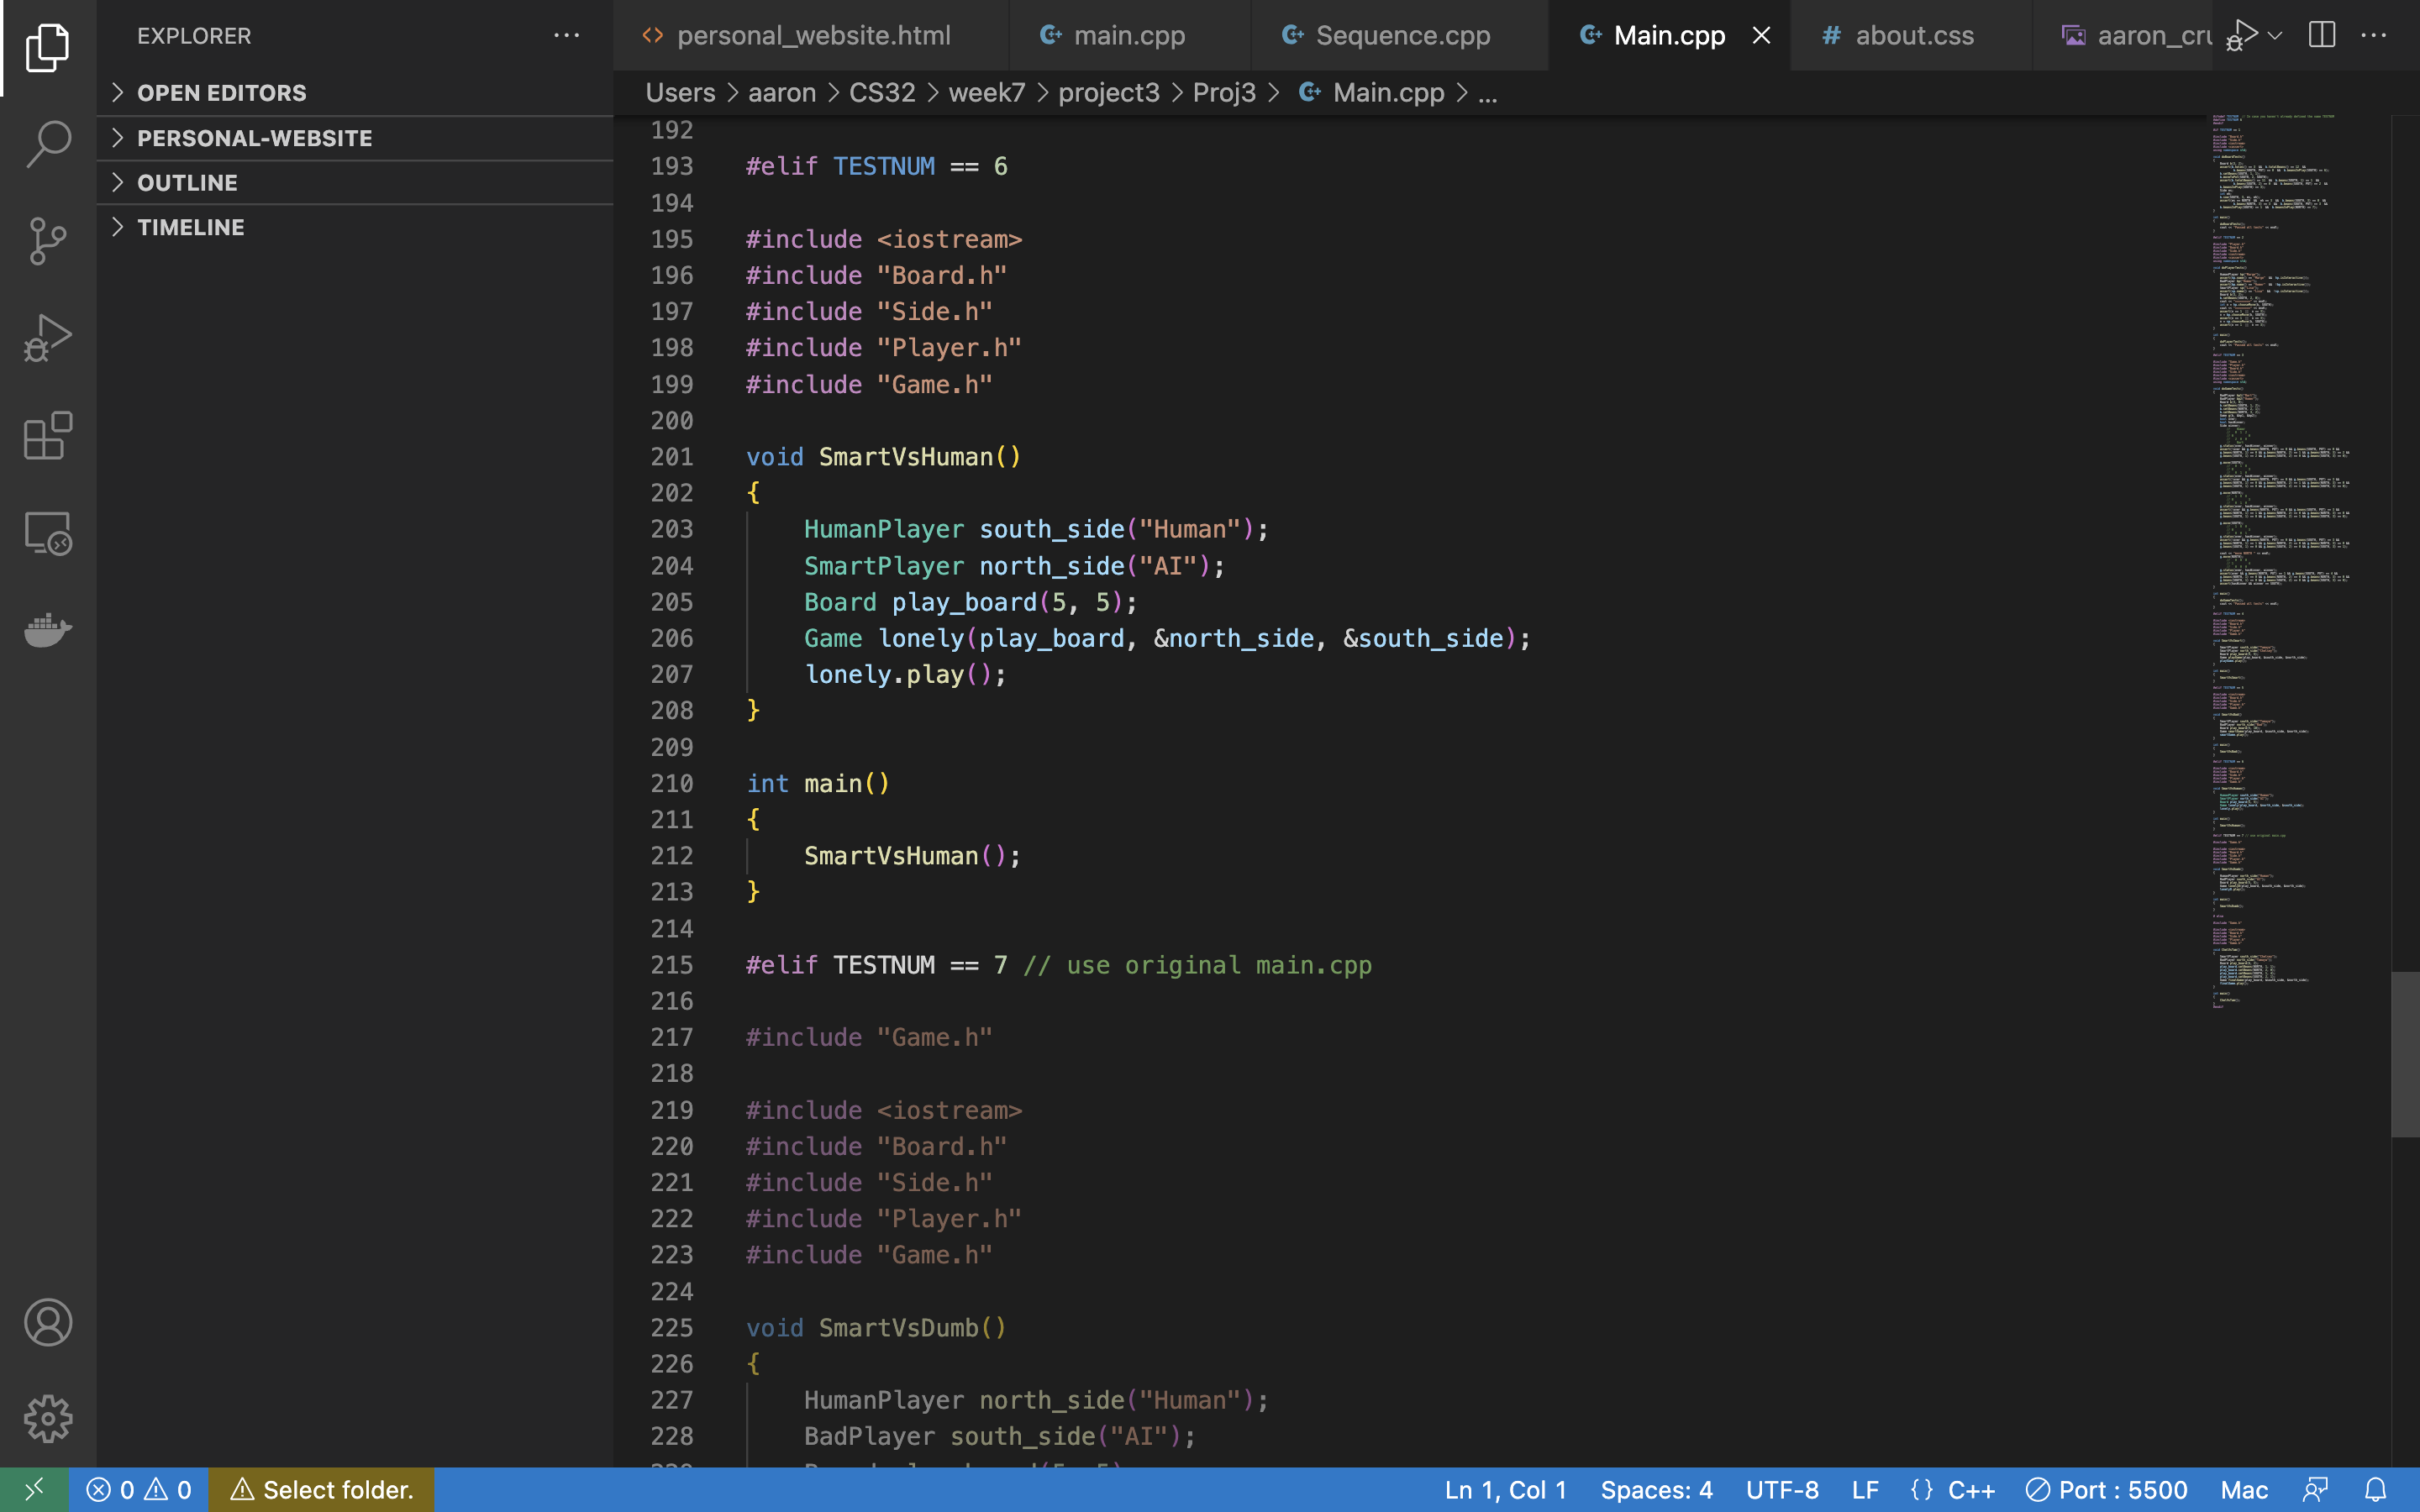 EXPLORER
OPEN EDITORS
PERSONAL-WEBSITE
OUTLINE
TIMELINE
personal_website.html
main.cpp
Sequence.cpp
Main.cpp
about.css
aaron_cru
Users > aaron > CS32 > week7 > project3 > Proj3 > Main.cpp > ...
192
193 #elif TESTNUM == 6
194
195 #include <iostream>
196 #include "Board.h"
197 #include "Side.h"
198 #include "Player.h"
199 #include "Game.h"
200
201 void SmartVsHuman()
202 {
203 HumanPlayer south_side("Human");
204 SmartPlayer north_side("AI");
205 Board play_board(5, 5);
206 Game lonely(play_board, &north_side, &south_side);
207 lonely.play();
208 }
209
210 int main()
211 {
212 SmartVsHuman();
213 }
214
215 #elif TESTNUM == 7 // use original main.cpp
216
217 #include "Game.h"
218
219 #include <iostream>
220 #include "Board.h"
221 #include "Side.h"
222 #include "Player.h"
223 #include "Game.h"
224
225 void SmartVsDumb()
226 {
227 HumanPlayer north_side("Human");
228 BadPlayer south_side("AI");
0 0 Select folder. Ln 1, Col 1 Spaces: 4 UTF-8 LF {} C++ Port : 5500 Mac